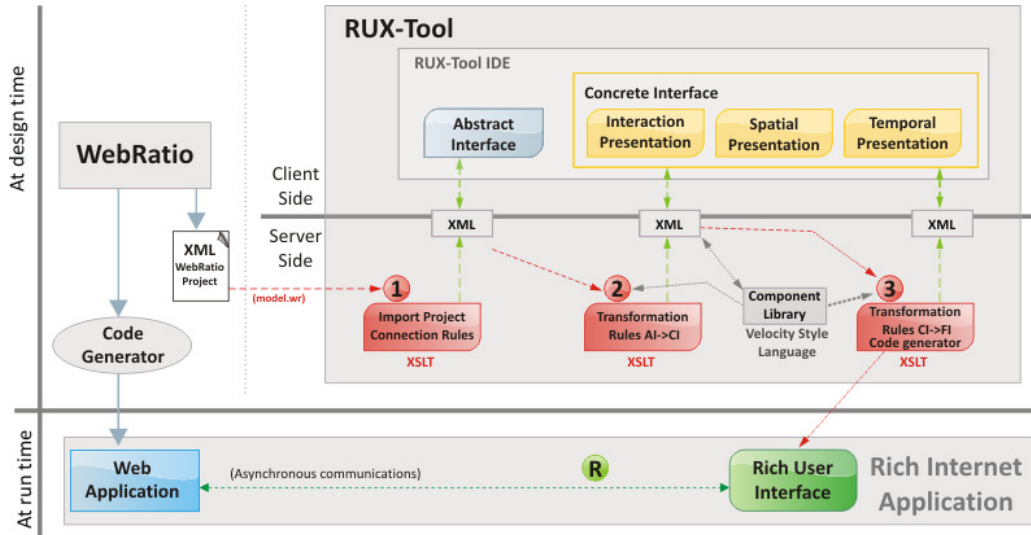 At design time
RUX-Tool
RUX-Tool IDE
Concrete Interface
Abstract
Interface
Interaction
Presentation
Spatial
Presentation
Temporal
Presentation
WebRatio
Client
Side
XML
XML
XML
Server
Side
XML
WebRatio
Project
(model.wr)
1
2
3
Import Project
Connection Rules
XSLT
Transformation
Rules AI->CI
XSLT
Component
Library
Velocity Style
Language
Transformation
Rules CI->FI
Code generator
XSLT
Code
Generator
At run time
Web
Application
(Asynchronous communications)
R
Rich User
Interface
Rich Internet
Application